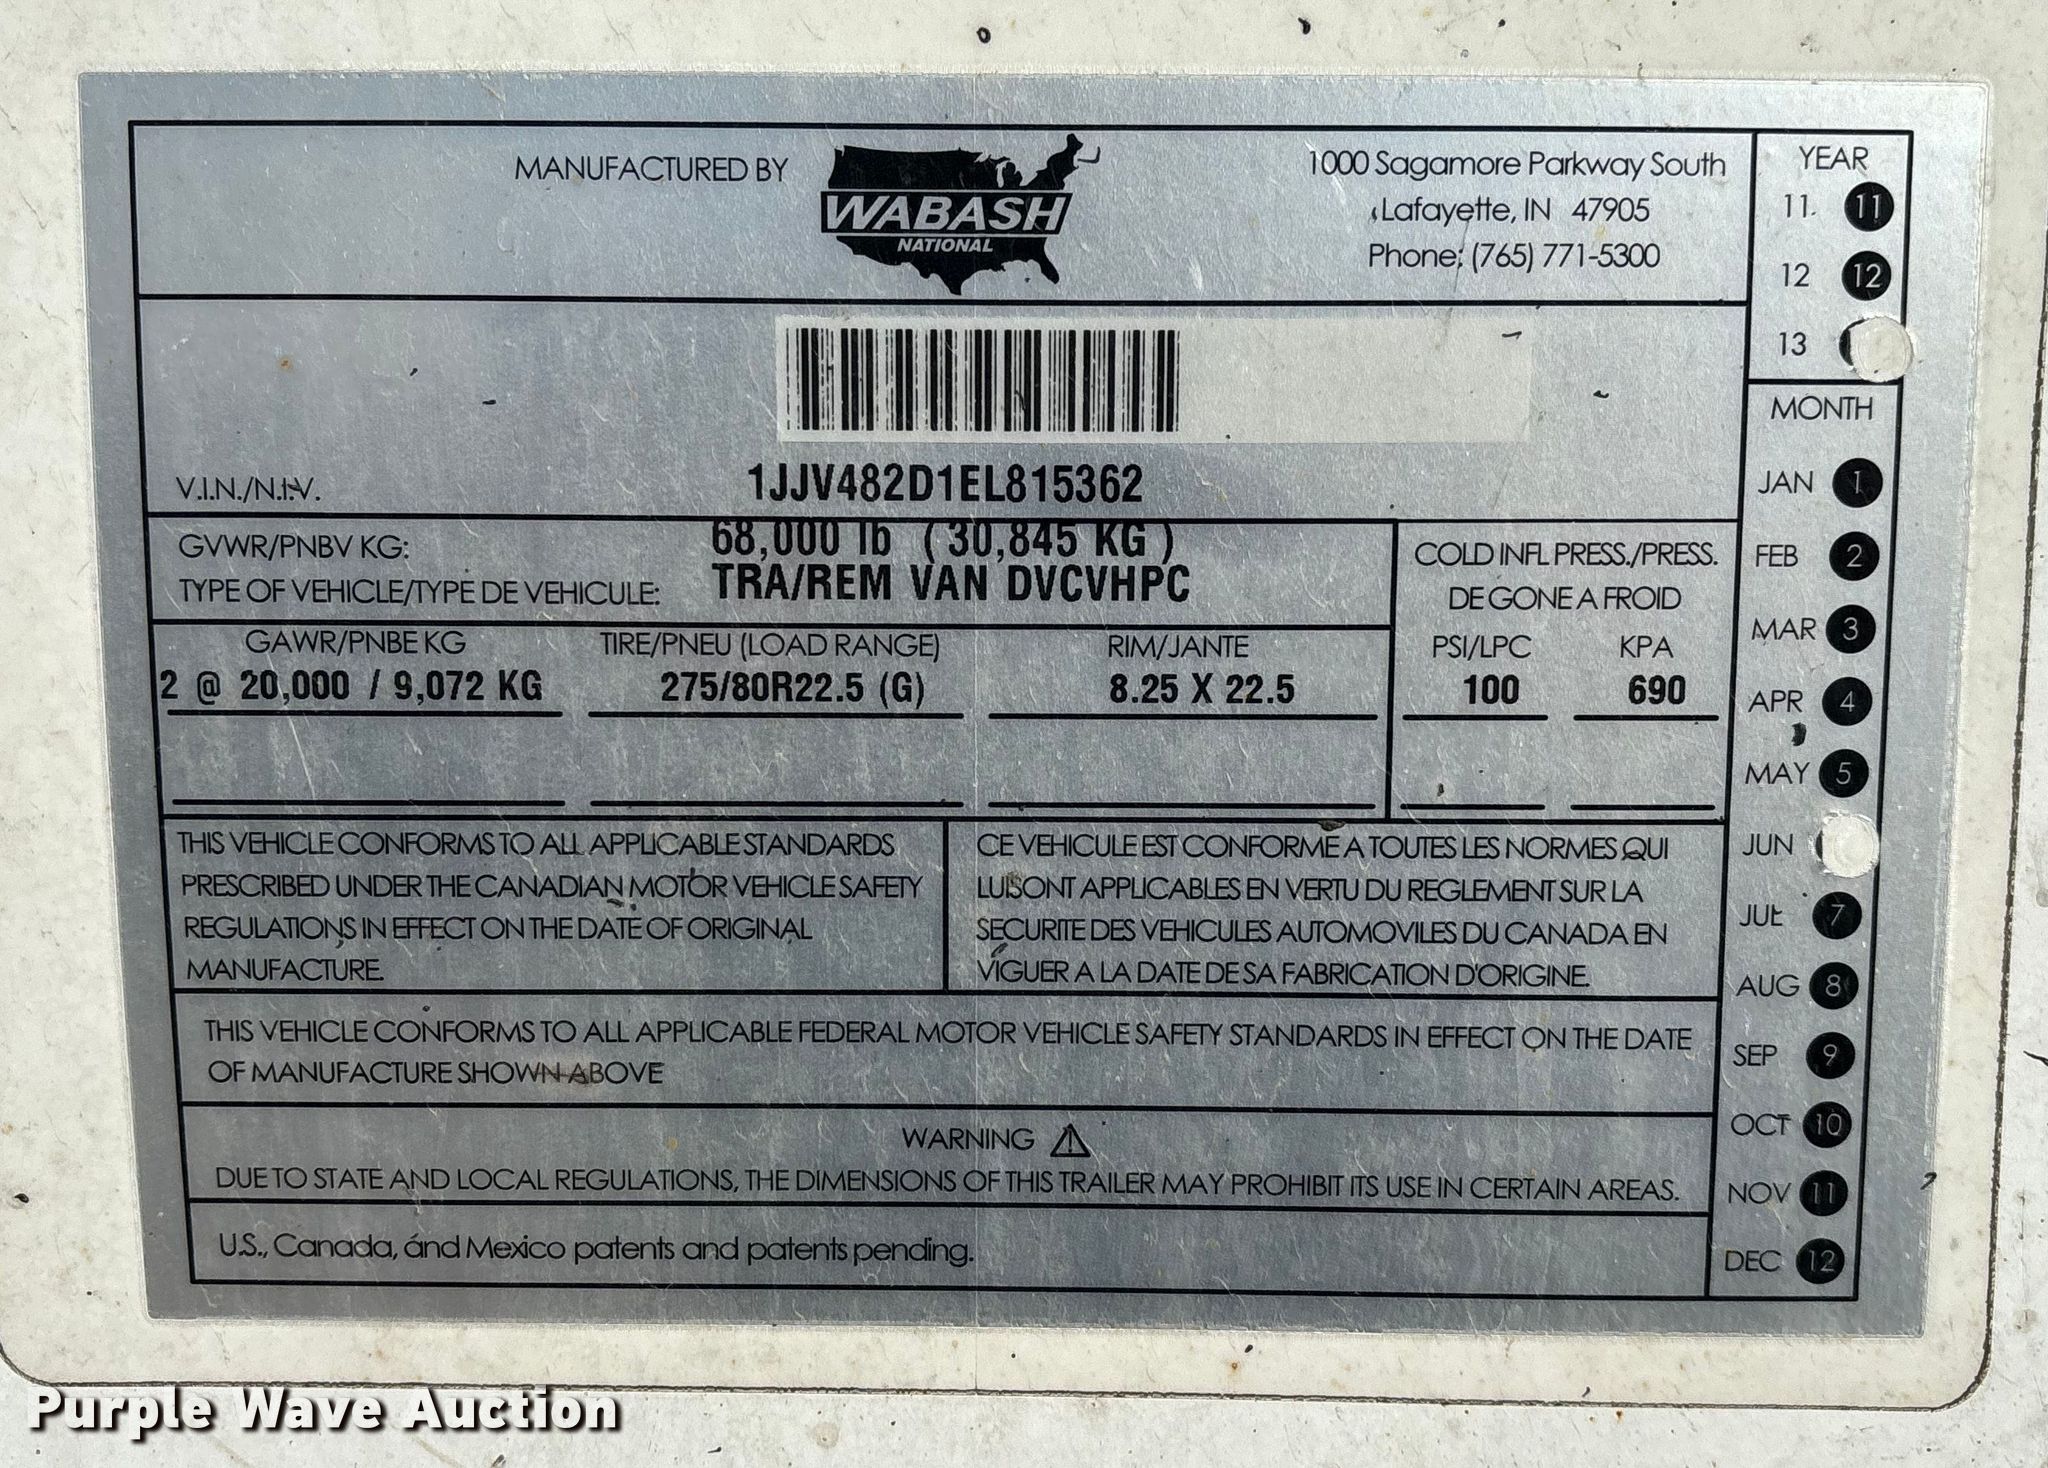 MANUFACTURED BY
WABASH
NATIONAL
1000 Sagamore Parkway South
Lafayette, IN 47905
Phone: (765) 771-5300
YEAR
11 11
12 12
13
V.I.N./N.I.V. 1JJV482D1EL815362
GVWR/PNBV KG: 68,000 lb (30,845 KG)
TYPE OF VEHICLE/TYPE DE VEHICULE: TRA/REM VAN DVCVHPC
GAWR/PNBE KG TIRE/PNEU (LOAD RANGE) RIM/JANTE
2 @ 20,000 / 9,072 KG 275/80R22.5 (G) 8.25 X 22.5
COLD INFL PRESS./PRESS.
DE GONE A FROID
PSI/LPC KPA
100 690
MONTH
JAN 1
FEB 2
MAR 3
APR 4
MAY 5
JUN
JUL 7
AUG 8
SEP 9
OCT 10
NOV 11
DEC 12
THIS VEHICLE CONFORMS TO ALL APPLICABLE STANDARDS
PRESCRIBED UNDER THE CANADIAN MOTOR VEHICLE SAFETY
REGULATIONS IN EFFECT ON THE DATE OF ORIGINAL
MANUFACTURE.
CE VEHICULE EST CONFORME A TOUTES LES NORMES QUI
LUISONT APPLICABLES EN VERTU DU REGLEMENT SUR LA
SECURITE DES VEHICULES AUTOMOVILES DU CANADA EN
VIGUER A LA DATE DE SA FABRICATION D'ORIGINE.
THIS VEHICLE CONFORMS TO ALL APPLICABLE FEDERAL MOTOR VEHICLE SAFETY STANDARDS IN EFFECT ON THE DATE
OF MANUFACTURE SHOWN ABOVE
WARNING
DUE TO STATE AND LOCAL REGULATIONS, THE DIMENSIONS OF THIS TRAILER MAY PROHIBIT ITS USE IN CERTAIN AREAS.
U.S., Canada, and Mexico patents and patents pending.
Purple Wave Auction